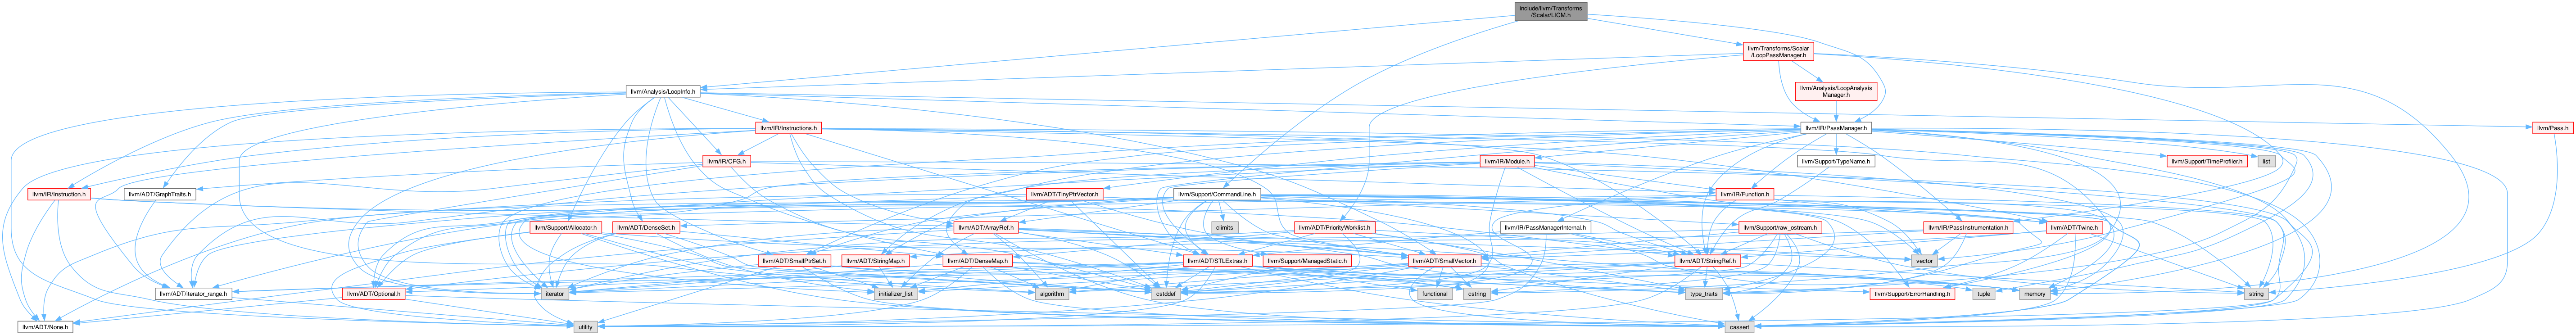 include/llvm/Transforms
/Scalar/LICM.h
llvm/Transforms/Scalar
/LoopPassManager.h
llvm/Analysis/LoopInfo.h
llvm/Analysis/LoopAnalysis
Manager.h
llvm/IR/Instructions.h
llvm/IR/PassManager.h
llvm/Pass.h
llvm/IR/CFG.h
llvm/IR/Module.h
llvm/Support/TypeName.h
llvm/Support/TimeProfiler.h
list
llvm/IR/Instruction.h
llvm/ADT/GraphTraits.h
llvm/ADT/TinyPtrVector.h
llvm/Support/CommandLine.h
llvm/IR/Function.h
llvm/Support/Allocator.h
llvm/ADT/DenseSet.h
llvm/ADT/ArrayRef.h
climits
llvm/ADT/PriorityWorklist.h
llvm/IR/PassManagerInternal.h
llvm/Support/raw_ostream.h
llvm/IR/PassInstrumentation.h
llvm/ADT/Twine.h
llvm/ADT/SmallPtrSet.h
llvm/ADT/StringMap.h
llvm/ADT/DenseMap.h
llvm/ADT/STLExtras.h
llvm/Support/ManagedStatic.h
llvm/ADT/SmallVector.h
llvm/ADT/StringRef.h
vector
llvm/ADT/iterator_range.h
llvm/ADT/Optional.h
iterator
initializer_list
algorithm
cstddef
functional
cstring
type_traits
llvm/Support/ErrorHandling.h
tuple
memory
string
llvm/ADT/None.h
utility
cassert